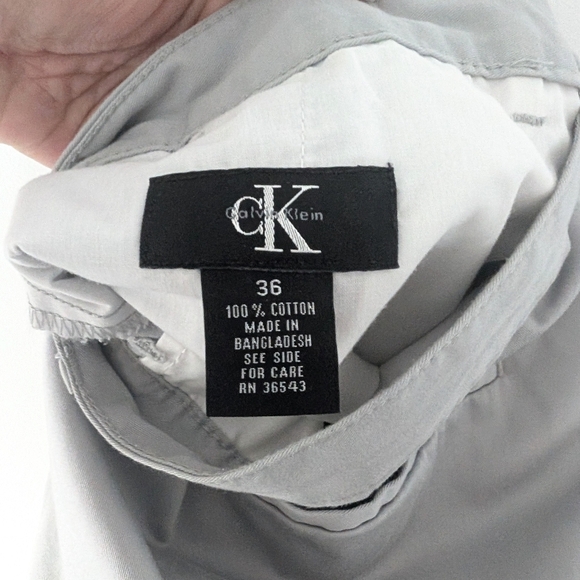 cK
Calvin Klein
36
100 % COTTON
MADE IN
BANGLADESH
SEE SIDE
FOR CARE
RN 36543